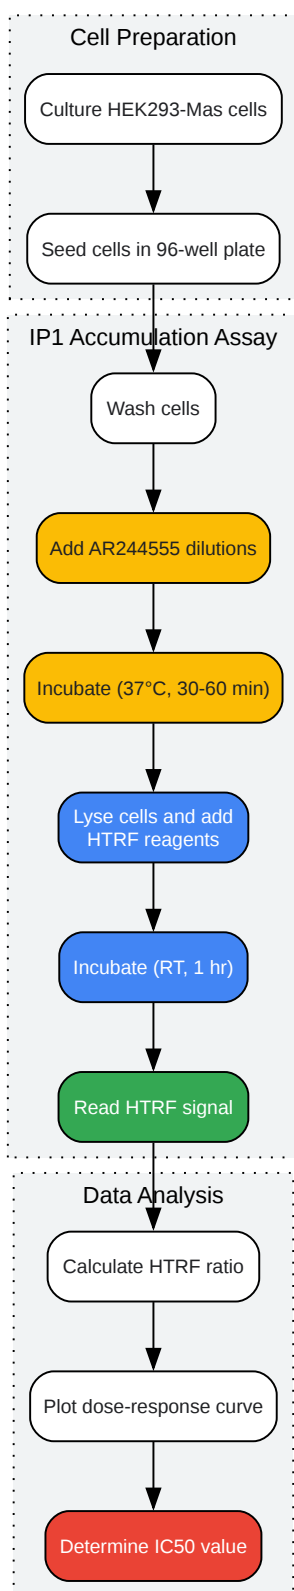 Cell Preparation
Culture HEK293-Mas cells
Seed cells in 96-well plate
IP1 Accumulation Assay
Wash cells
Add AR244555 dilutions
Incubate (37°C, 30-60 min)
Lyse cells and add
HTRF reagents
Incubate (RT, 1 hr)
Read HTRF signal
Data Analysis
Calculate HTRF ratio
Plot dose-response curve
Determine IC50 value